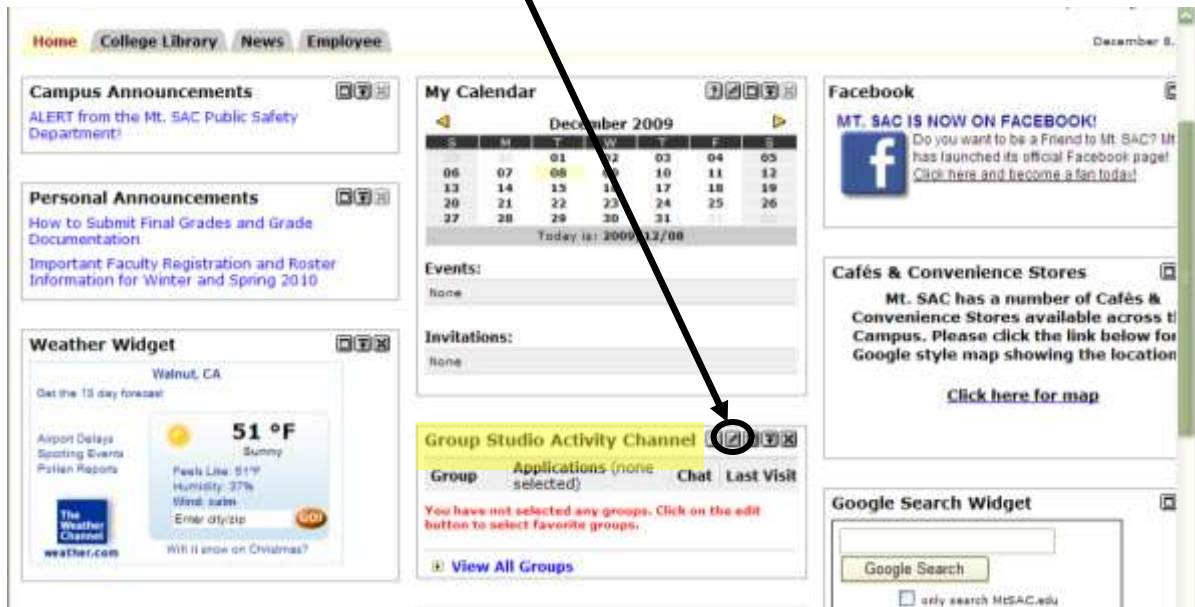 Home College Library News Employee
December 8,
Campus Announcements
ALERT from the Mt. SAC Public Safety
Department!
Personal Announcements
How to Submit Final Grades and Grade
Documentation
Important Faculty Registration and Roster
Information for Winter and Spring 2010
Weather Widget
Walnut, CA
Get the 10 day forecast
Airport Delays
Sporting Events
Pollen Reports
51 °F
Sunny
Feels Like: 51°F
Humidity: 37%
Wind: calm
Enter city/zip GO!
The
Weather
Channel
weather.com
Will it snow on Christmas?
My Calendar
December 2009
S M T W T F S
01 02 03 04 05
06 07 08 09 10 11 12
13 14 15 16 17 18 19
20 21 22 23 24 25 26
27 28 29 30 31
Today is: 2009/12/08
Events:
None
Invitations:
None
Group Studio Activity Channel
Group Applications (none selected) Chat Last Visit
You have not selected any groups. Click on the edit
button to select favorite groups.
View All Groups
Facebook
MT. SAC IS NOW ON FACEBOOK!
Do you want to be a Friend to Mt. SAC? Mt
has launched its official Facebook page!
Click here and become a fan today!
Cafés & Convenience Stores
Mt. SAC has a number of Cafés &
Convenience Stores available across t
Campus. Please click the link below for
Google style map showing the location
Click here for map
Google Search Widget
Google Search
only search MtSAC.edu